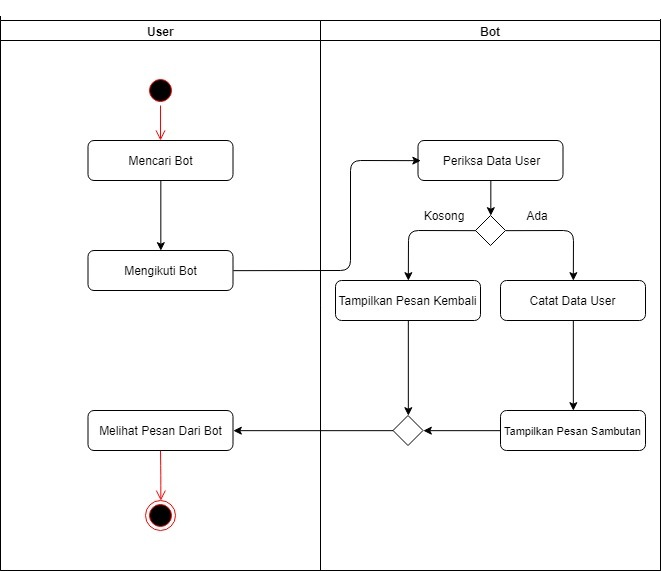 User
Bot
Mencari Bot
Periksa Data User
Kosong
Ada
Mengikuti Bot
Tampilkan Pesan Kembali
Catat Data User
Melihat Pesan Dari Bot
Tampilkan Pesan Sambutan